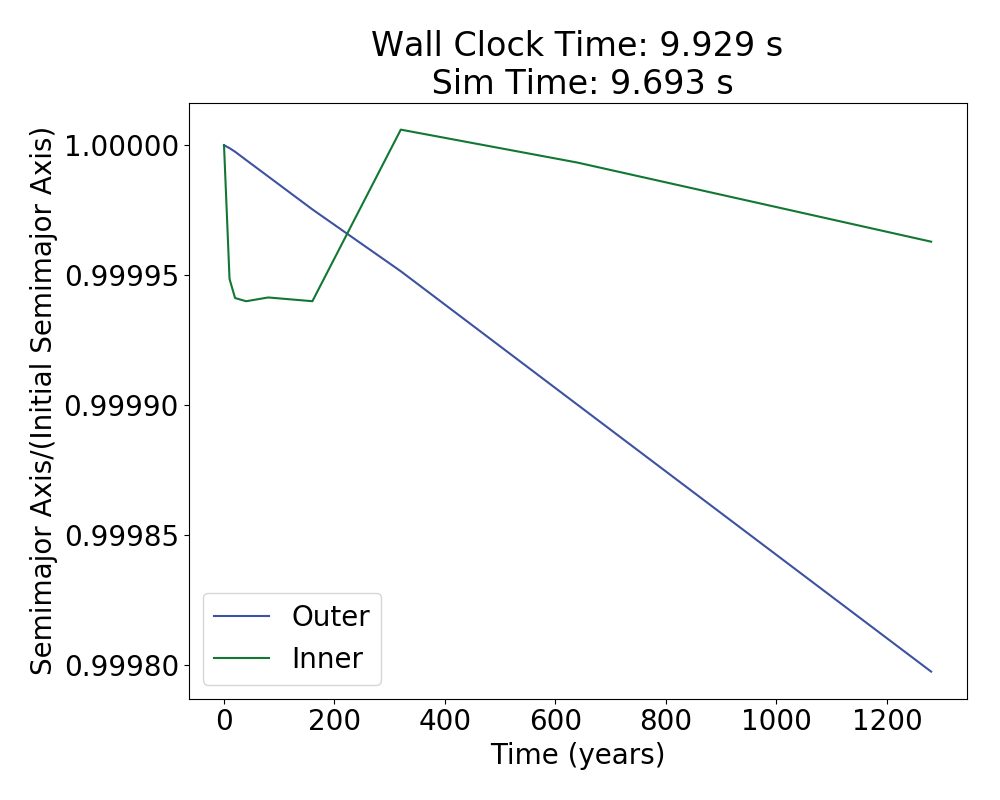 Wall Clock Time: 9.929 s
Sim Time: 9.693 s
Semimajor Axis/(Initial Semimajor Axis)
1.00000
0.99995
0.99990
0.99985
0.99980
Outer
Inner
0 200 400 600 800 1000 1200
Time (years)